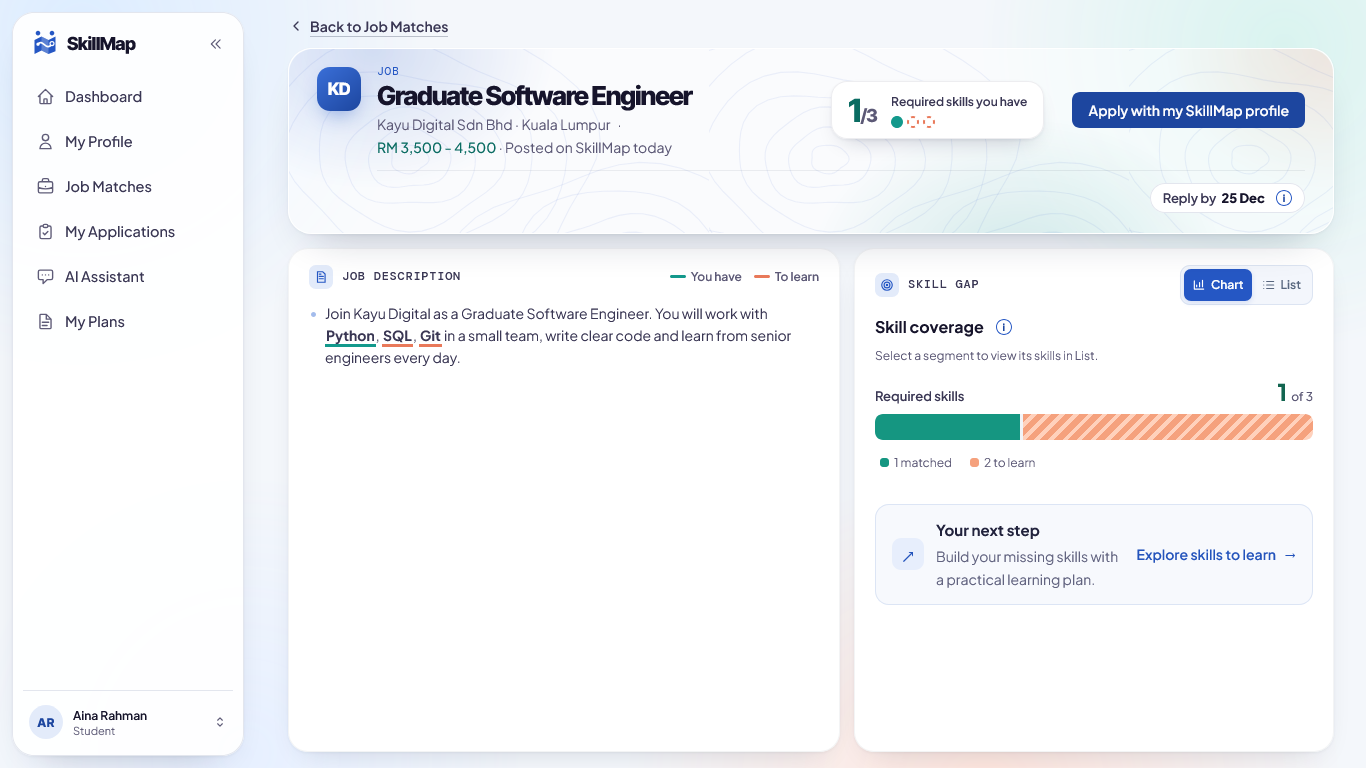 SkillMap
Dashboard
My Profile
Job Matches
My Applications
AI Assistant
My Plans
AR
Aina Rahman
Student
Back to Job Matches
KD
JOB
Graduate Software Engineer
Kayu Digital Sdn Bhd · Kuala Lumpur ·
RM 3,500 - 4,500 · Posted on SkillMap today
1/3
Required skills you have
Apply with my SkillMap profile
Reply by 25 Dec
JOB DESCRIPTION
You have
To learn
Join Kayu Digital as a Graduate Software Engineer. You will work with
Python, SQL, Git in a small team, write clear code and learn from senior
engineers every day.
SKILL GAP
Chart
List
Skill coverage
Select a segment to view its skills in List.
Required skills
1 of 3
1 matched
2 to learn
Your next step
Build your missing skills with
a practical learning plan.
Explore skills to learn →